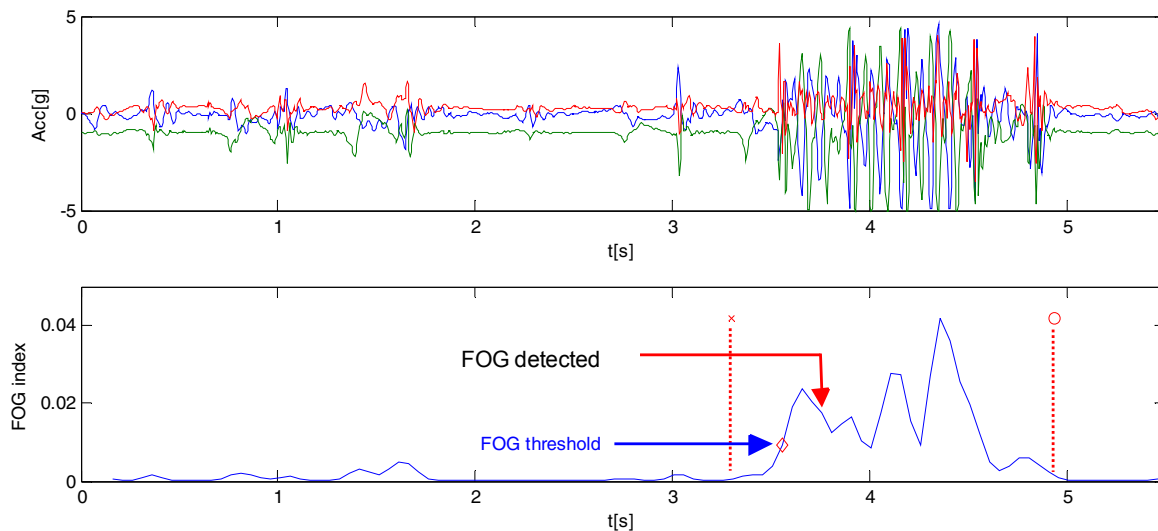 5
Acc[g]
0
-5
0 1 2 3 4 5
t[s]
0.04
FOG detected
FOG index
0.02
FOG threshold
0
0 1 2 3 4 5
t[s]